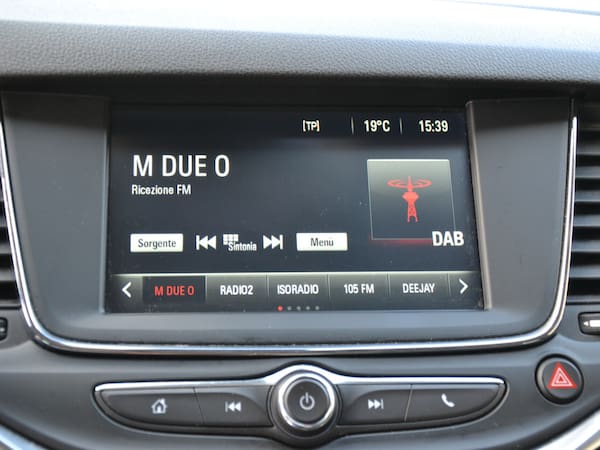 [TP] 19°C 15:39
M DUE O
Ricezione FM
DAB
Sorgente Sintonia Menu
M DUE O RADIO2 ISORADIO 105 FM DEEJAY